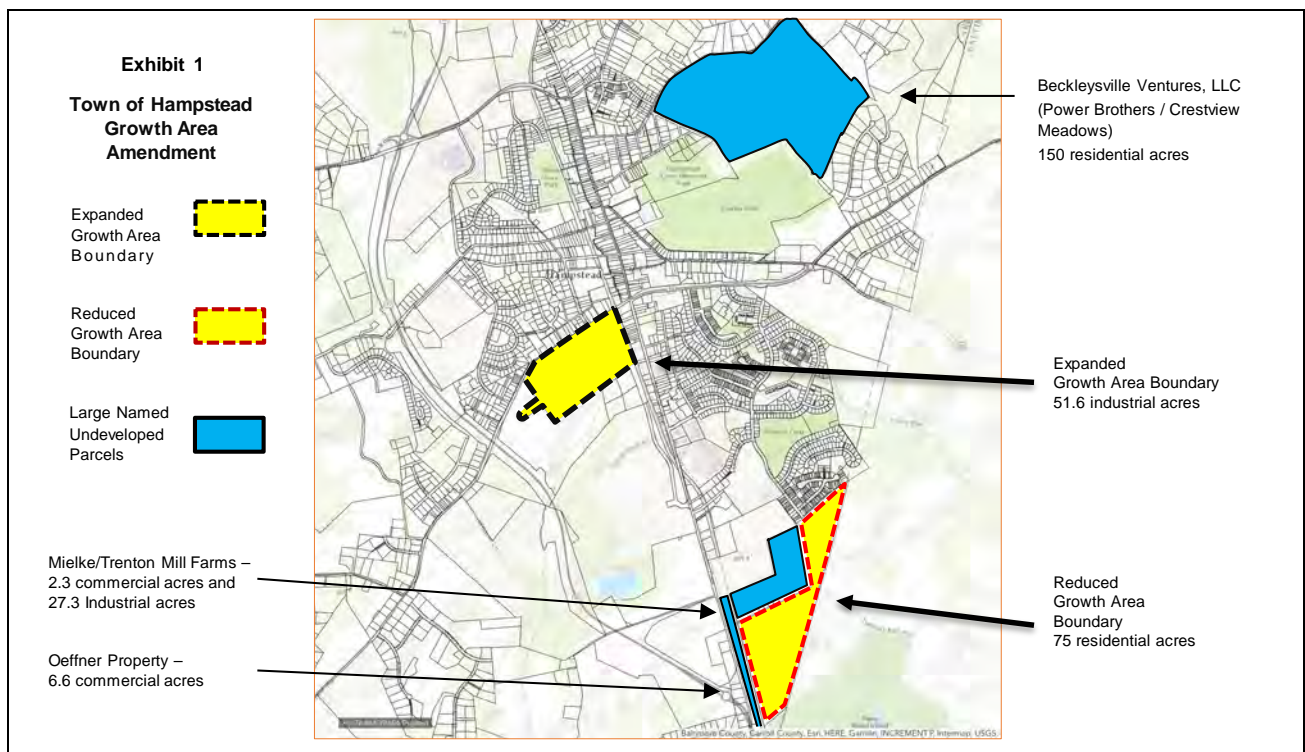 Exhibit 1
Town of Hampstead
Growth Area
Amendment
Expanded
Growth Area
Boundary
Reduced
Growth Area
Boundary
Large Named
Undeveloped
Parcels
Mielke/Trenton Mill Farms –
2.3 commercial acres and
27.3 Industrial acres
Oeffner Property –
6.6 commercial acres
Hampstead
Beckleysville Ventures, LLC
(Power Brothers / Crestview
Meadows)
150 residential acres
Expanded
Growth Area Boundary
51.6 industrial acres
Reduced
Growth Area
Boundary
75 residential acres
Baltimore County, Carroll County, Esri, HERE, Garmin, INCREMENT P, Intermap, USGS